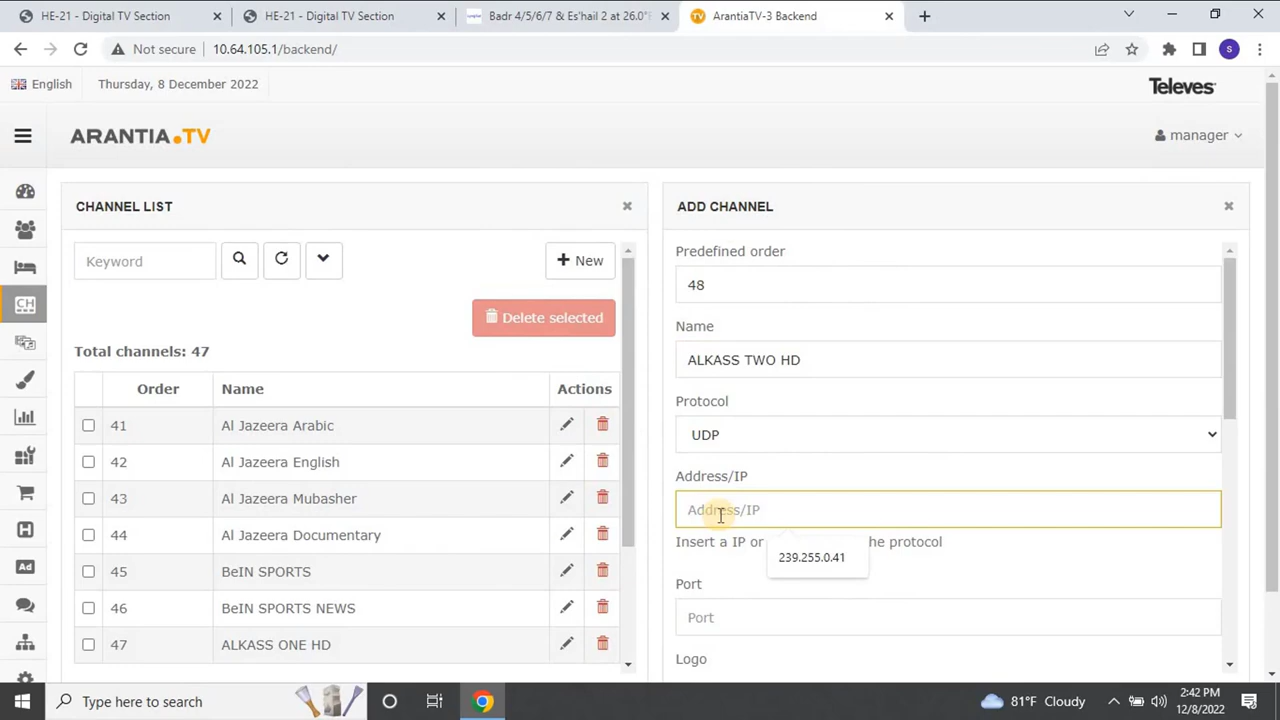 HE-21 - Digital TV Section
HE-21 - Digital TV Section
Badr 4/5/6/7 & Es'hail 2 at 26.0°
ArantiaTV-3 Backend
Not secure
10.64.105.1/backend/
S
English
Thursday, 8 December 2022
Televes
ARANTIA.TV
manager
CHANNEL LIST
Keyword
New
Delete selected
Total channels: 47
Order Name Actions
41 Al Jazeera Arabic
42 Al Jazeera English
43 Al Jazeera Mubasher
44 Al Jazeera Documentary
45 BeIN SPORTS
46 BeIN SPORTS NEWS
47 ALKASS ONE HD
ADD CHANNEL
Predefined order
48
Name
ALKASS TWO HD
Protocol
UDP
Address/IP
Address/IP
Insert a IP or he protocol
239.255.0.41
Port
Port
Logo
CH
Ad
Type here to search
81°F Cloudy
2:42 PM
12/8/2022